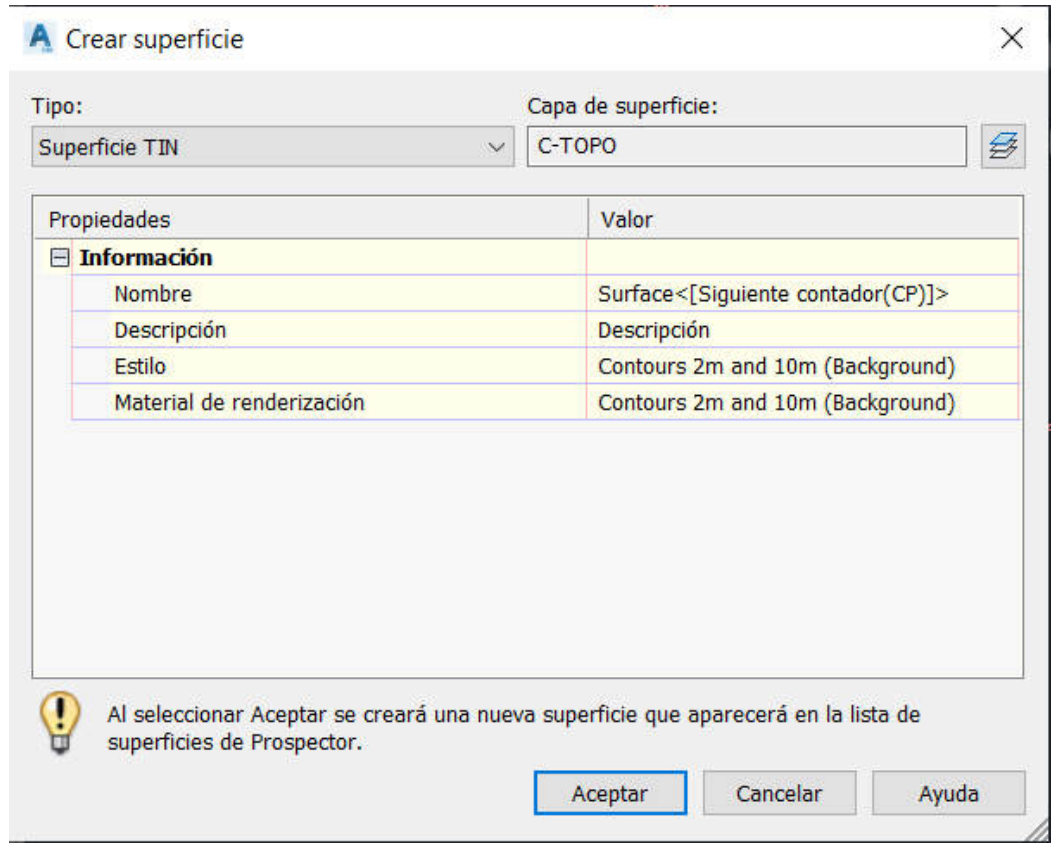 Crear superficie
Tipo:
Capa de superficie:
Superficie TIN
C-TOPO
Propiedades
Valor
Información
Nombre
Surface<[Siguiente contador(CP)]>
Descripción
Descripción
Estilo
Contours 2m and 10m (Background)
Material de renderización
Contours 2m and 10m (Background)
Al seleccionar Aceptar se creará una nueva superficie que aparecerá en la lista de
superficies de Prospector.
Aceptar
Cancelar
Ayuda